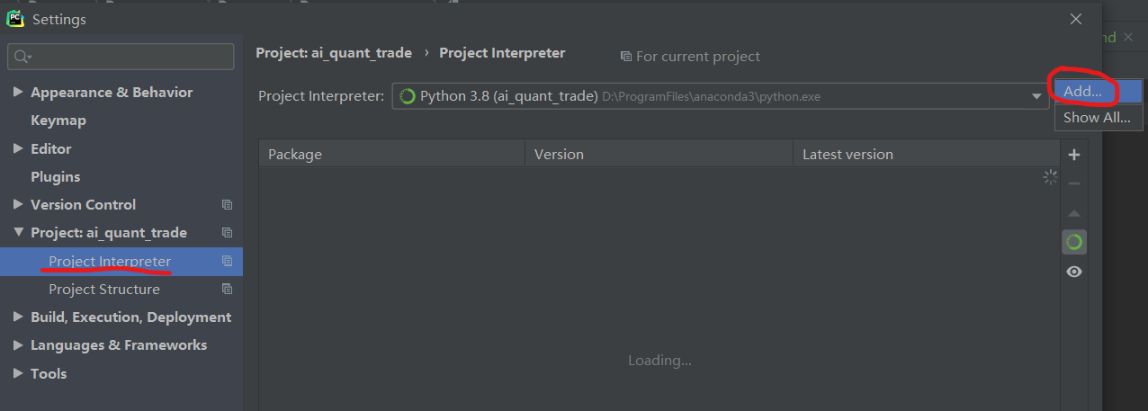 PC Settings
nd
Project: ai_quant_trade › Project Interpreter For current project
Project Interpreter: Python 3.8 (ai_quant_trade) D:\ProgramFiles\anaconda3\python.exe
Add...
Show All...
Appearance & Behavior
Keymap
Editor
Plugins
Version Control
Project: ai_quant_trade
Project Interpreter
Project Structure
Build, Execution, Deployment
Languages & Frameworks
Tools
Package Version Latest version
Loading...